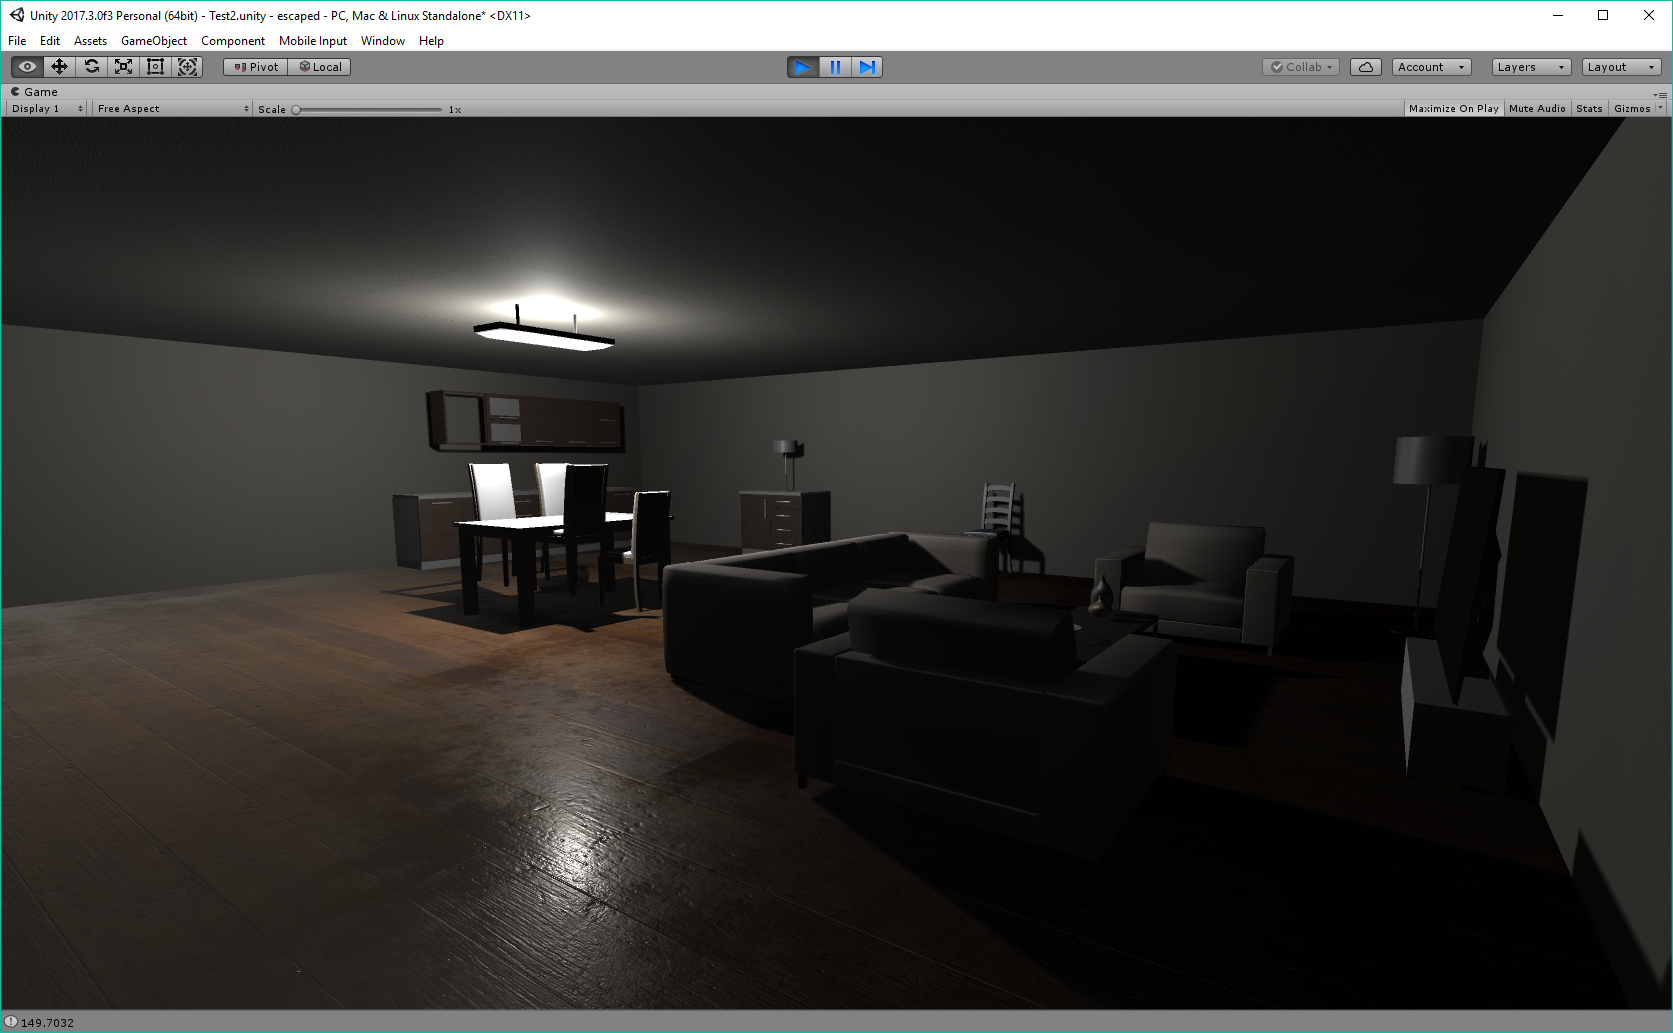 Unity 2017.3.0f3 Personal (64bit) - Test2.unity - escaped - PC, Mac & Linux Standalone* <DX11>
File Edit Assets GameObject Component Mobile Input Window Help
Pivot Local Collab Account Layers Layout
Game
Display 1 Free Aspect Scale 1x Maximize On Play Mute Audio Stats Gizmos
149.7032